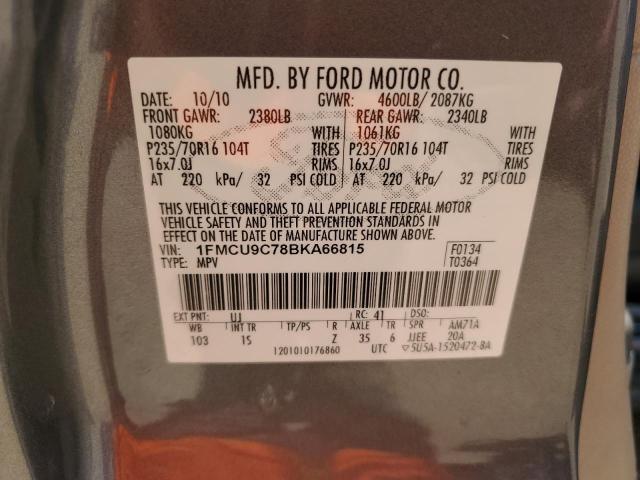 MFD. BY FORD MOTOR CO.
DATE: 10/10 GVWR: 4600LB/ 2087KG
FRONT GAWR: 2380LB REAR GAWR: 2340LB
1080KG WITH 1061KG WITH
P235/70R16 104T TIRES P235/70R16 104T TIRES
16x7.0J RIMS 16x7.0J RIMS
AT 220 kPa/ 32 PSI COLD AT 220 kPa/ 32 PSI COLD
THIS VEHICLE CONFORMS TO ALL APPLICABLE FEDERAL MOTOR
VEHICLE SAFETY AND THEFT PREVENTION STANDARDS IN
EFFECT ON THE DATE OF MANUFACTURE SHOWN ABOVE.
VIN: 1FMCU9C78BKA66815 F0134
TYPE: MPV T0364
EXT PNT: UJ RC: 41 DSO:
WB INT TR TP/PS R AXLE TR SPR AM71A
103 1S Z 35 6 JJEE 20A
1201010176860 UTC ▽5U5A-1520472-BA